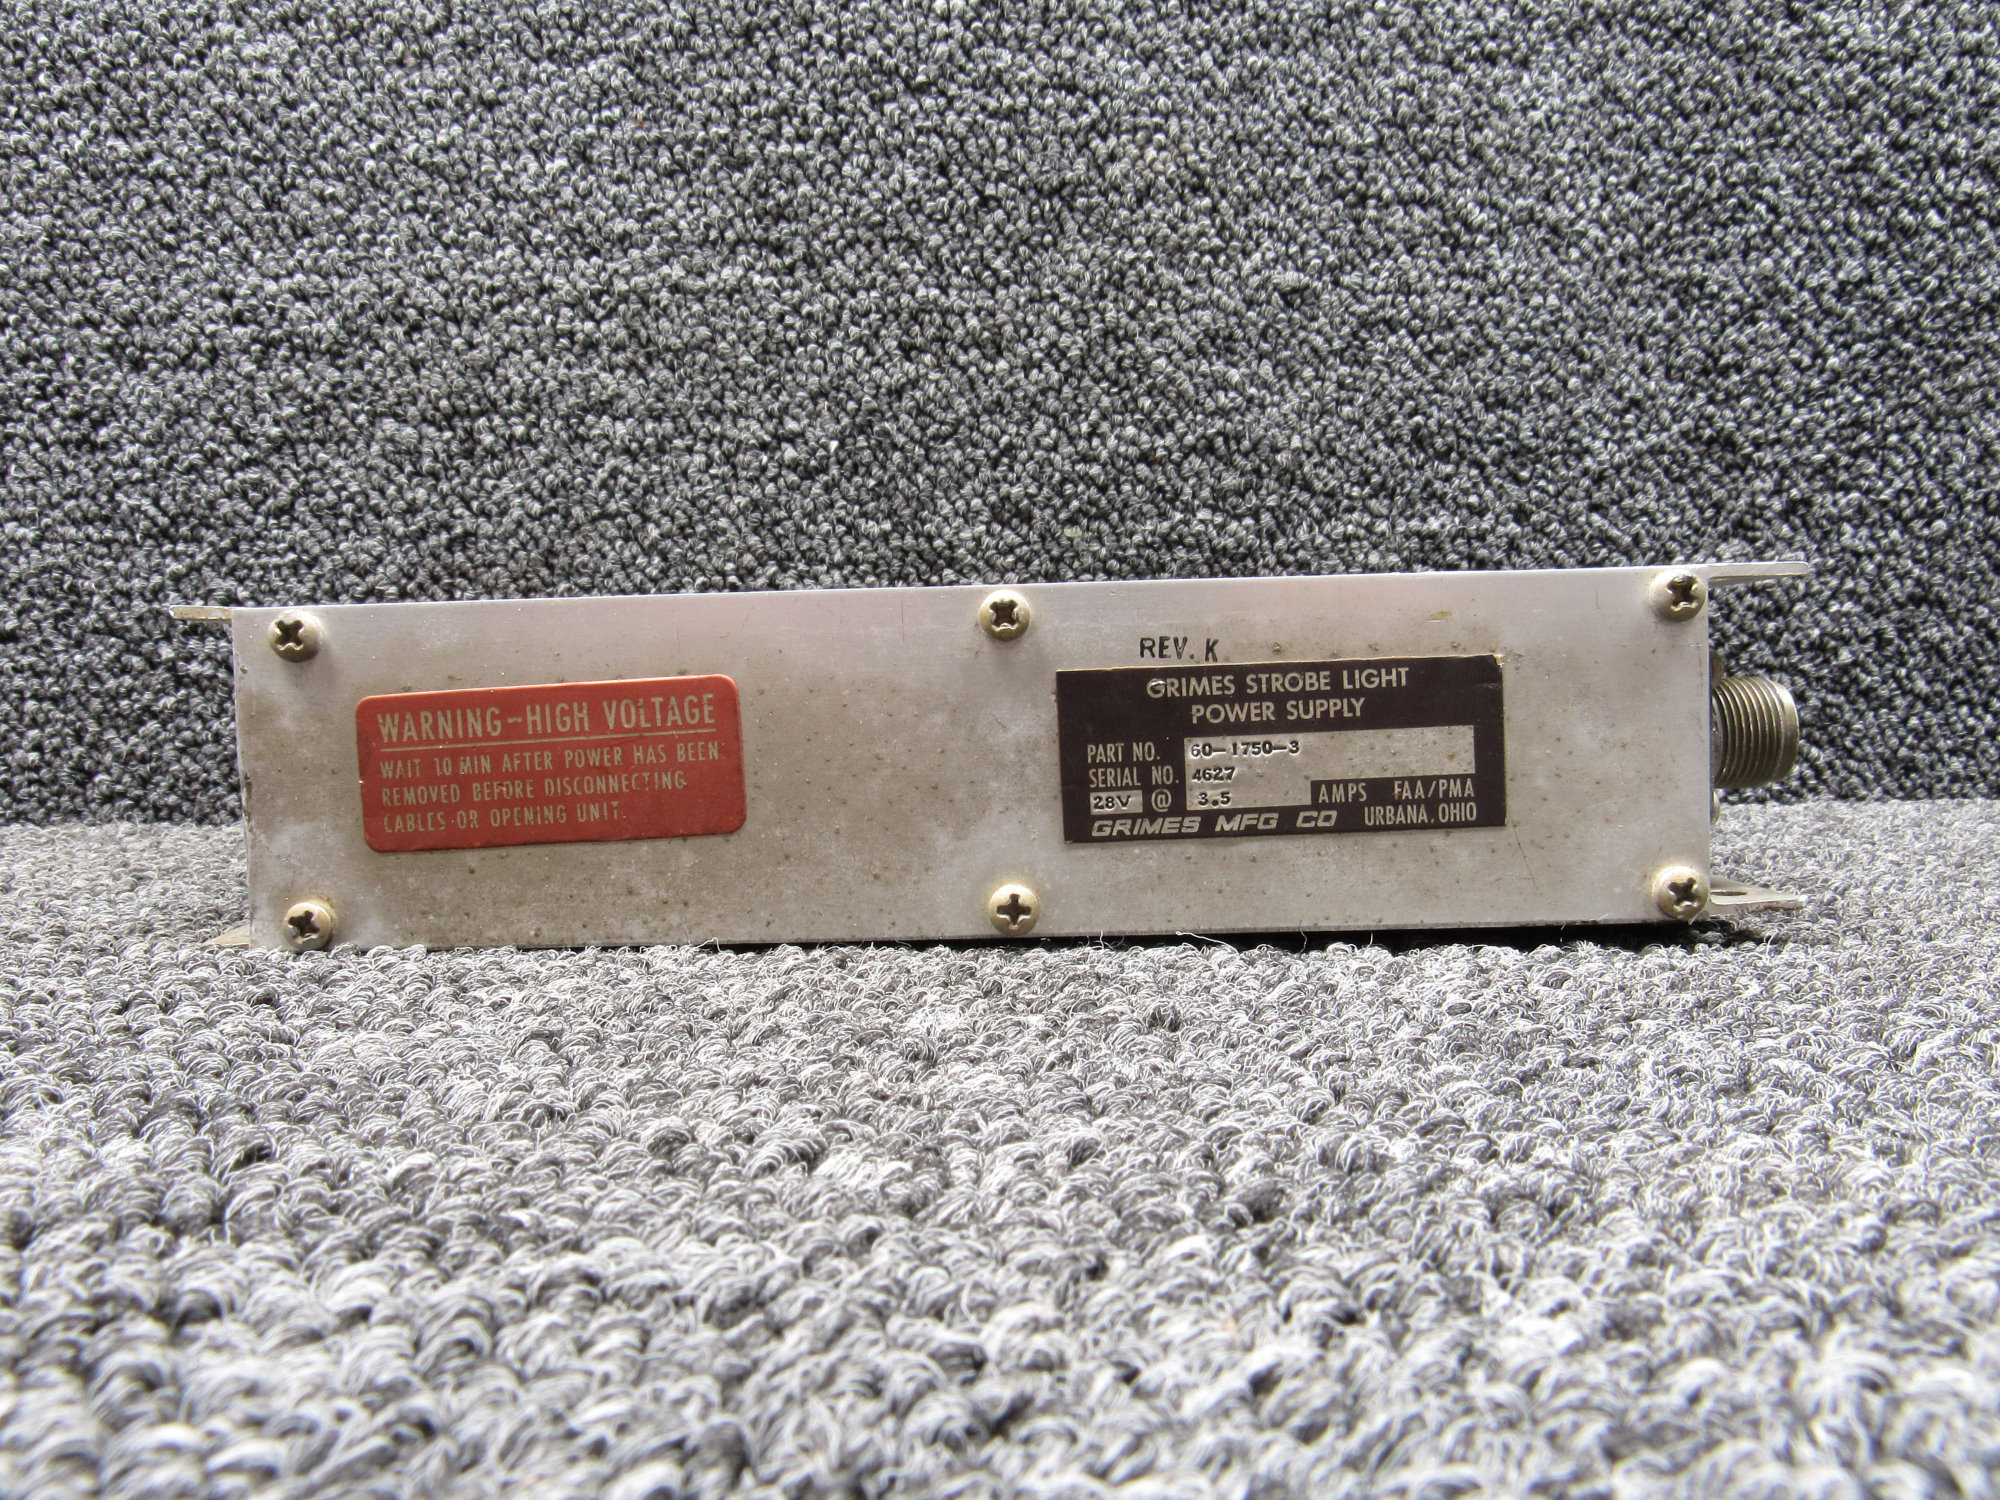 WARNING-HIGH VOLTAGE
WAIT 10 MIN AFTER POWER HAS BEEN
REMOVED BEFORE DISCONNECTING
CABLES OR OPENING UNIT.
REV. K
GRIMES STROBE LIGHT
POWER SUPPLY
PART NO. 60-1750-3
SERIAL NO. 4627
28V @ 3.5 AMPS FAA/PMA
GRIMES MFG CO URBANA, OHIO